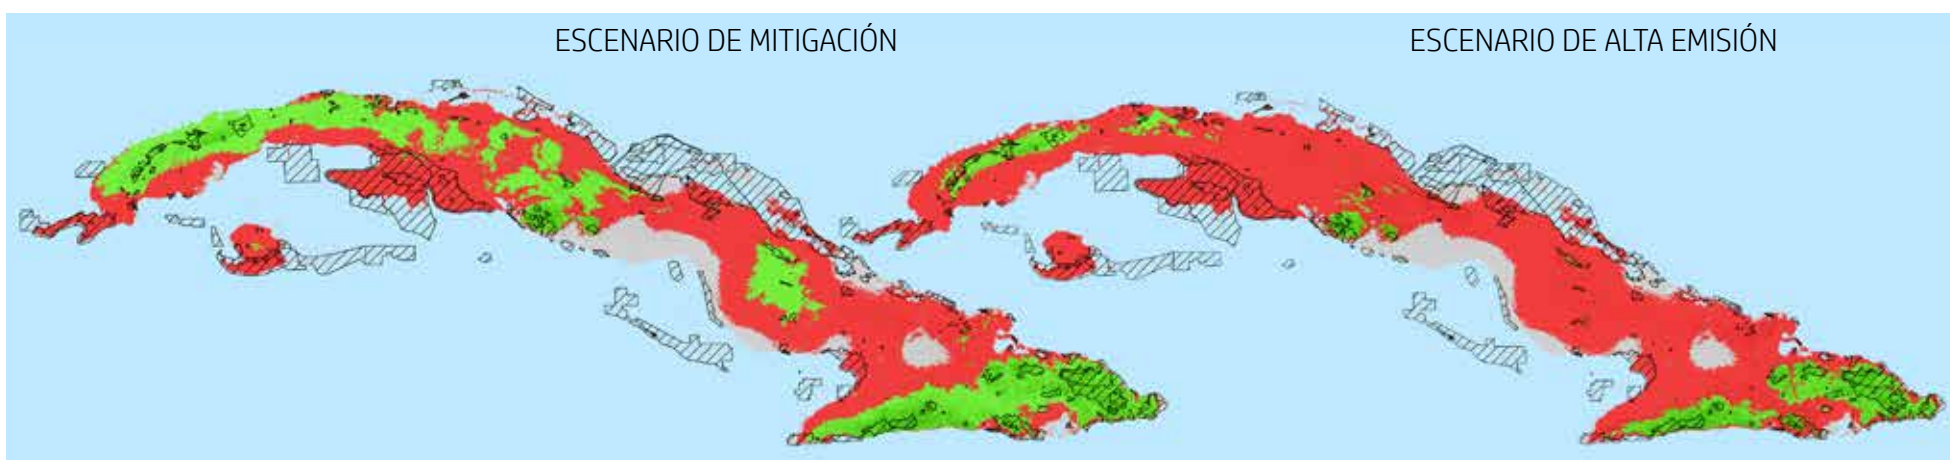 ESCENARIO DE MITIGACIÓN
ESCENARIO DE ALTA EMISIÓN